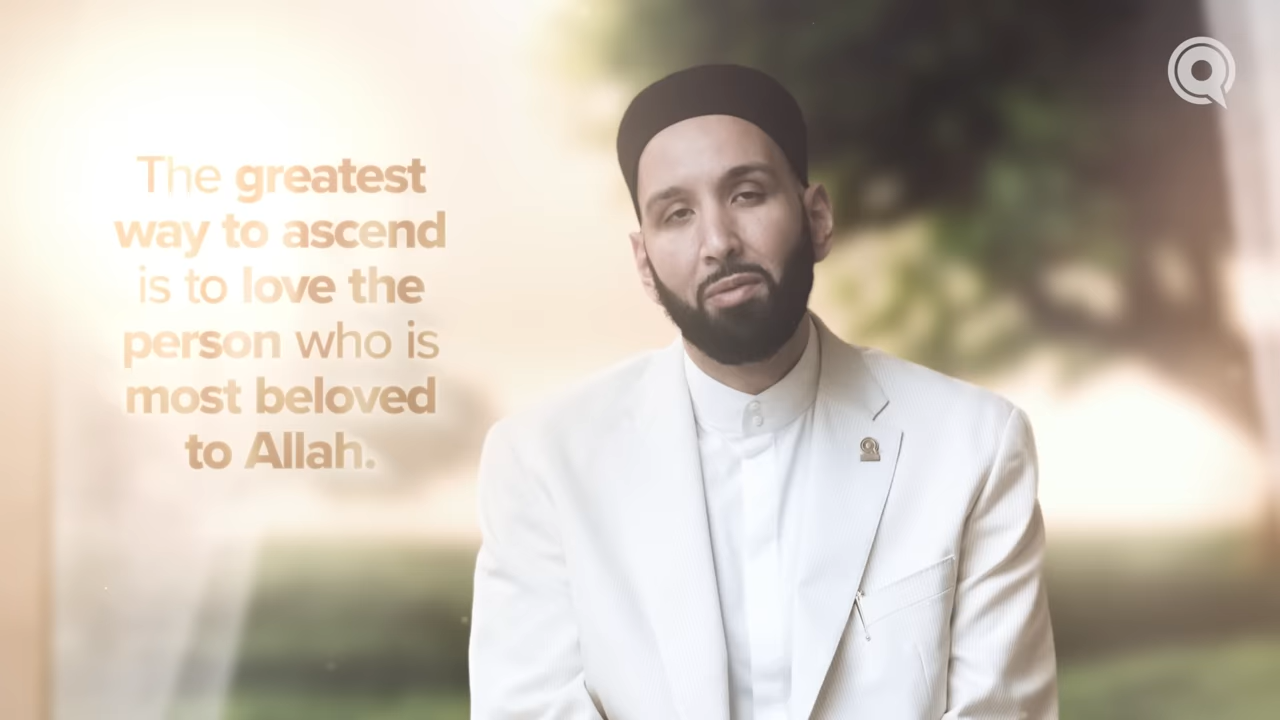 The greatest
way to ascend
is to love the
person who is
most beloved
to Allah.